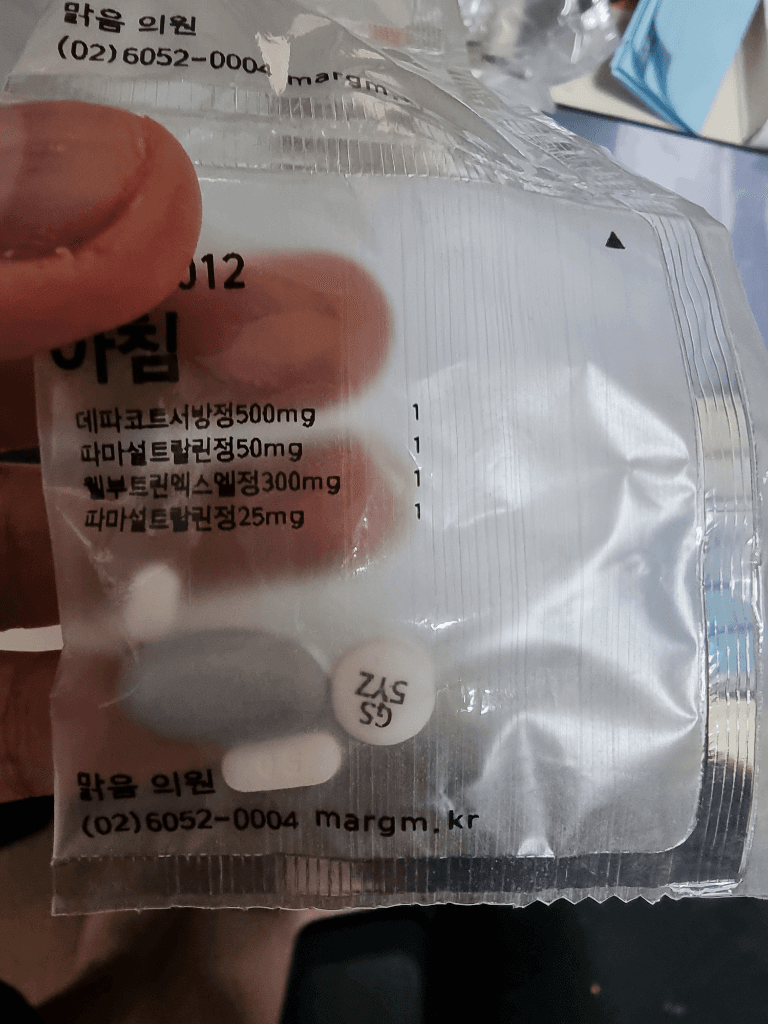 맑음 의원
(02)6052-0004 margm.
012
아침
데파코트서방정500mg 1
파마설트랄린정50mg 1
웰부트린엑스엘정300mg 1
파마설트랄린정25mg 1
GS
5YZ
맑음 의원
(02)6052-0004 margm.kr